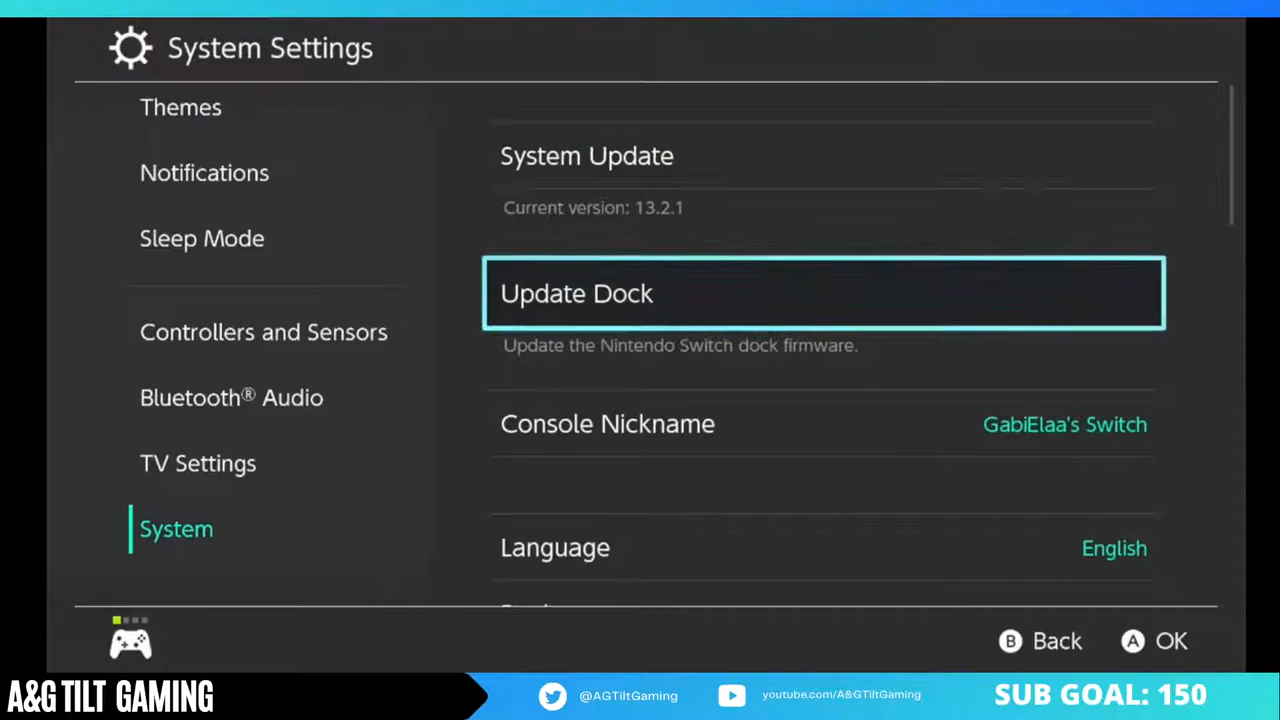 System Settings
Themes
Notifications
Sleep Mode
Controllers and Sensors
Bluetooth® Audio
TV Settings
System
System Update
Current version: 13.2.1
Update Dock
Update the Nintendo Switch dock firmware.
Console Nickname GabiElaa's Switch
Language English
B Back A OK
A&G TILT GAMING
@AGTiltGaming
youtube.com/A&GTiltGaming
SUB GOAL: 150